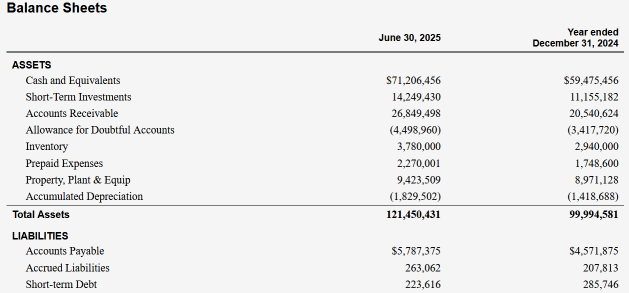 Balance Sheets
June 30, 2025 Year ended December 31, 2024
ASSETS
Cash and Equivalents $71,206,456 $59,475,456
Short-Term Investments 14,249,430 11,155,182
Accounts Receivable 26,849,498 20,540,624
Allowance for Doubtful Accounts (4,498,960) (3,417,720)
Inventory 3,780,000 2,940,000
Prepaid Expenses 2,270,001 1,748,600
Property, Plant & Equip 9,423,509 8,971,128
Accumulated Depreciation (1,829,502) (1,418,688)
Total Assets 121,450,431 99,994,581
LIABILITIES
Accounts Payable $5,787,375 $4,571,875
Accrued Liabilities 263,062 207,813
Short-term Debt 223,616 285,746